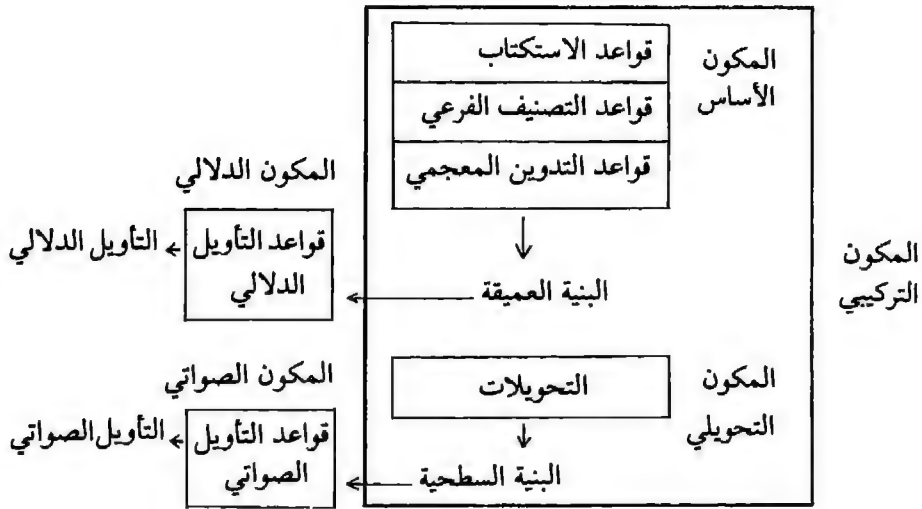 المكون
الأساس
قواعد الاستكتاب
قواعد التصنيف الفرعي
قواعد التدوين المعجمي
المكون الدلالي
قواعد التأويل
الدلالي
التأويل الدلالي
المكون
التركيبي
البنية العميقة
المكون الصواتي
المكون
التحويلي
التحويلات
قواعد التأويل
الصواتي
التأويل الصواتي
البنية السطحية